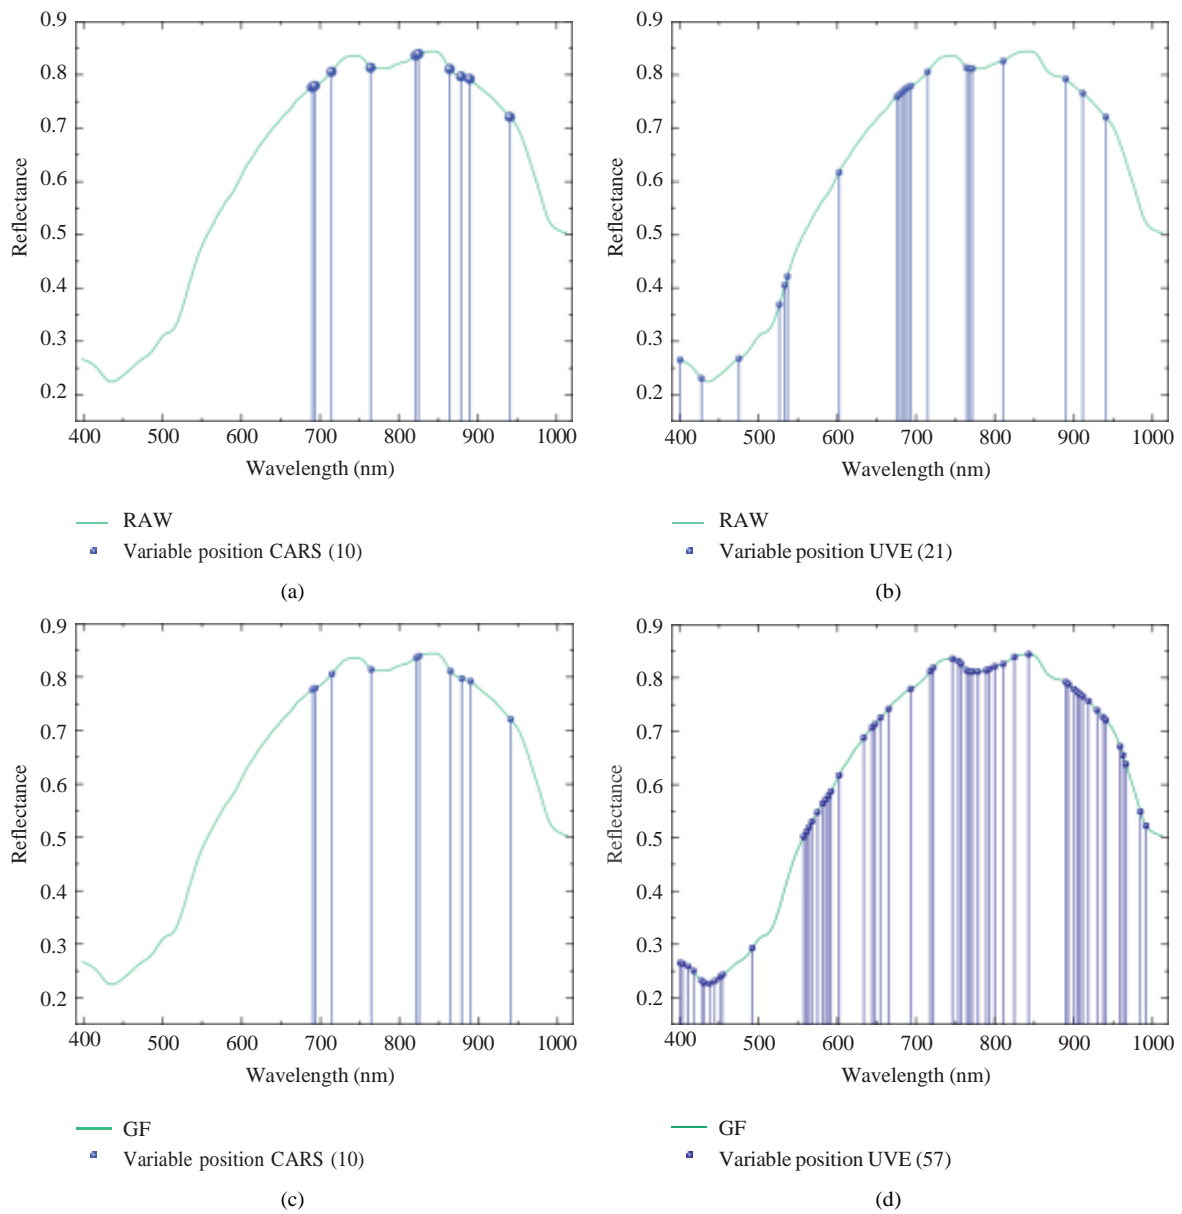 0.9
0.8
0.7
0.6
0.5
0.4
0.3
0.2
Reflectance
400 500 600 700 800 900 1000
Wavelength (nm)
RAW
Variable position CARS (10)
(a)
0.9
0.8
0.7
0.6
0.5
0.4
0.3
0.2
Reflectance
400 500 600 700 800 900 1000
Wavelength (nm)
RAW
Variable position UVE (21)
(b)
0.9
0.8
0.7
0.6
0.5
0.4
0.3
0.2
Reflectance
400 500 600 700 800 900 1000
Wavelength (nm)
GF
Variable position CARS (10)
(c)
0.9
0.8
0.7
0.6
0.5
0.4
0.3
0.2
Reflectance
400 500 600 700 800 900 1000
Wavelength (nm)
GF
Variable position UVE (57)
(d)